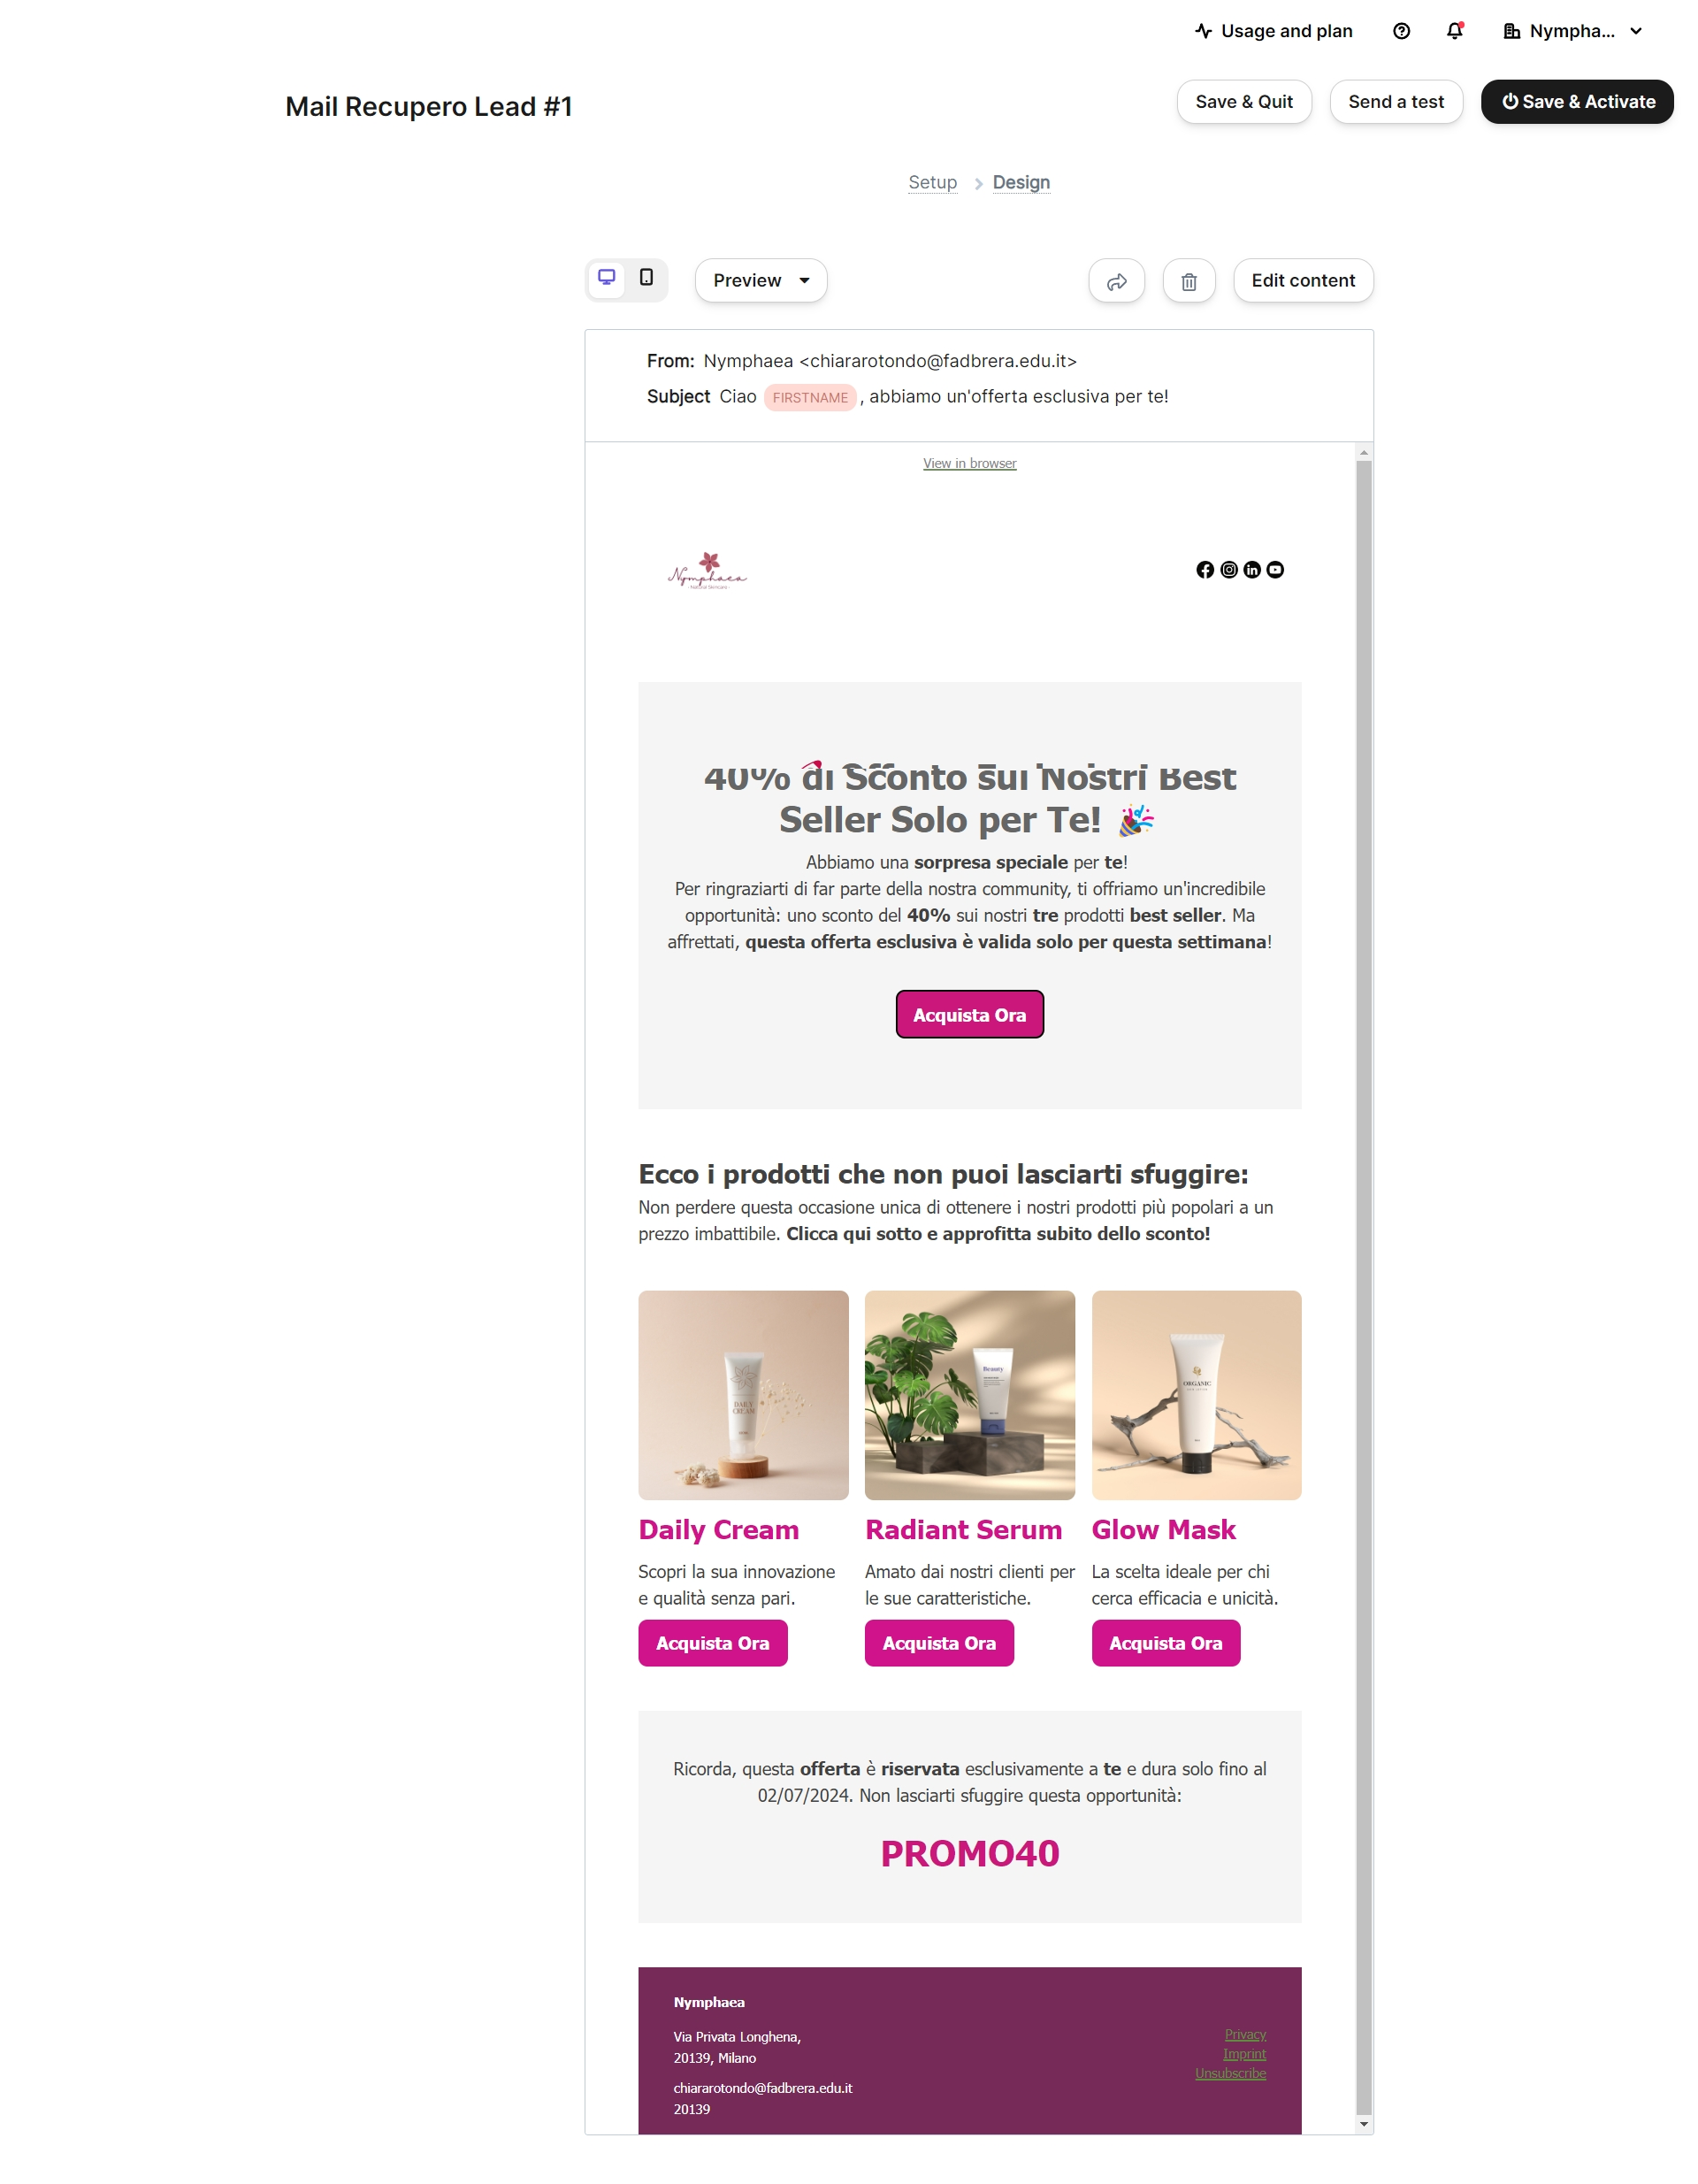 Usage and plan
Nympha...
Mail Recupero Lead #1
Save & Quit
Send a test
Save & Activate
Setup
Design
Preview
Edit content
From: Nymphaea <chiararotondo@fadbrera.edu.it>
Subject Ciao FIRSTNAME , abbiamo un'offerta esclusiva per te!
View in browser
Nymphaea
- Natural Skincare -
40% di Sconto sui Nostri Best
Seller Solo per Te! 🎉
Abbiamo una sorpresa speciale per te!
Per ringraziarti di far parte della nostra community, ti offriamo un'incredibile
opportunità: uno sconto del 40% sui nostri tre prodotti best seller. Ma
affrettati, questa offerta esclusiva è valida solo per questa settimana!
Acquista Ora
Ecco i prodotti che non puoi lasciarti sfuggire:
Non perdere questa occasione unica di ottenere i nostri prodotti più popolari a un
prezzo imbattibile. Clicca qui sotto e approfitta subito dello sconto!
DAILY
CREAM
Beauty
ORGANIC
Daily Cream
Scopri la sua innovazione
e qualità senza pari.
Acquista Ora
Radiant Serum
Amato dai nostri clienti per
le sue caratteristiche.
Acquista Ora
Glow Mask
La scelta ideale per chi
cerca efficacia e unicità.
Acquista Ora
Ricorda, questa offerta è riservata esclusivamente a te e dura solo fino al
02/07/2024. Non lasciarti sfuggire questa opportunità:
PROMO40
Nymphaea
Via Privata Longhena,
20139, Milano
chiararotondo@fadbrera.edu.it
20139
Privacy
Imprint
Unsubscribe